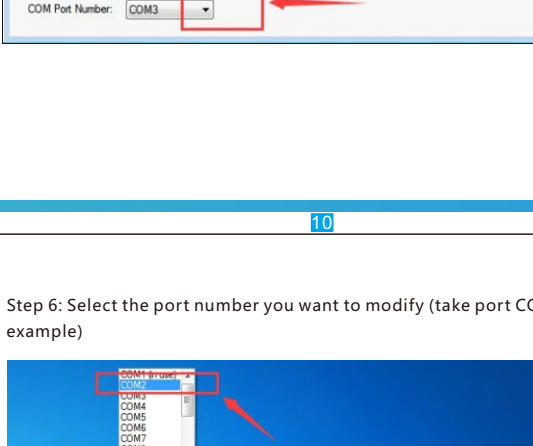 COM Port Number: COM3
10
Step 6: Select the port number you want to modify (take port CO
example)
COM1 (in use)
COM2
COM3
COM4
COM5
COM6
COM7